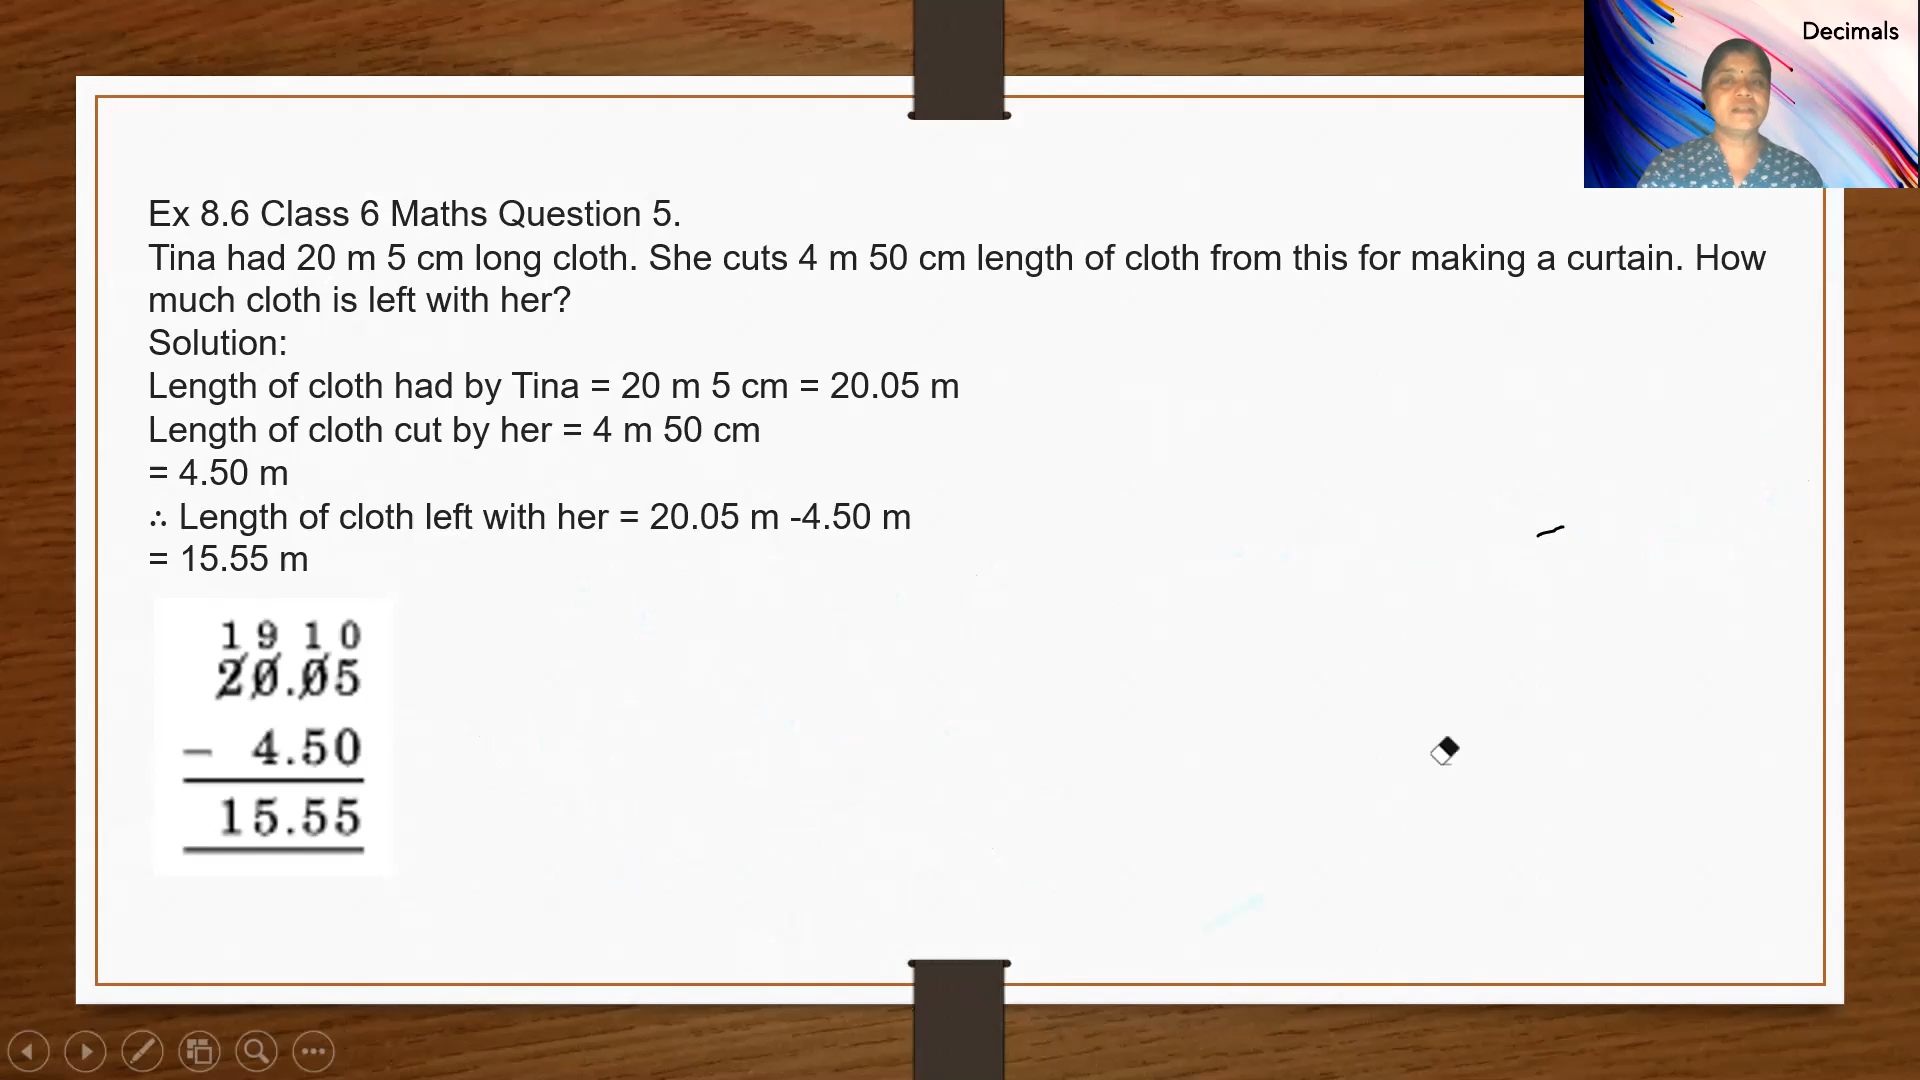 Decimals
Ex 8.6 Class 6 Maths Question 5.
Tina had 20 m 5 cm long cloth. She cuts 4 m 50 cm length of cloth from this for making a curtain. How
much cloth is left with her?
Solution:
Length of cloth had by Tina = 20 m 5 cm = 20.05 m
Length of cloth cut by her = 4 m 50 cm
= 4.50 m
∴ Length of cloth left with her = 20.05 m -4.50 m
= 15.55 m
1 9 1 0
20.05
- 4.50
15.55